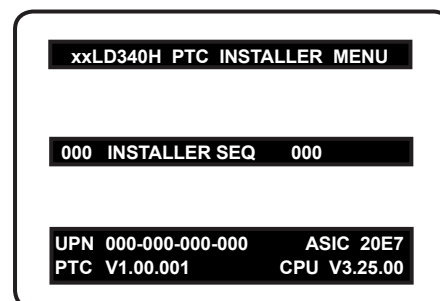 xxLD340H PTC INSTALLER MENU
000 INSTALLER SEQ 000
UPN 000-000-000-000 ASIC 20E7
PTC V1.00.001 CPU V3.25.00